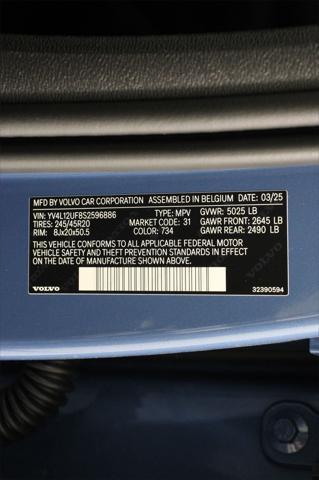 MFD BY VOLVO CAR CORPORATION ASSEMBLED IN BELGIUM 03/25
VIN: YV4L12UF8S2596886 TYPE: MPV GVWR: 5025 LB
TIRES: 245/45R20 MARKET CODE: 31 GAWR FRONT: 2645 LB
RIM: 8Jx20x50.5 COLOR: 734 GAWR REAR: 2490 LB
THIS VEHICLE CONFORMS TO ALL APPLICABLE FEDERAL MOTOR
VEHICLE SAFETY AND THEFT PREVENTION STANDARDS IN EFFECT
ON THE DATE OF MANUFACTURE SHOWN ABOVE.
VOLVO
VOLVO
32390594